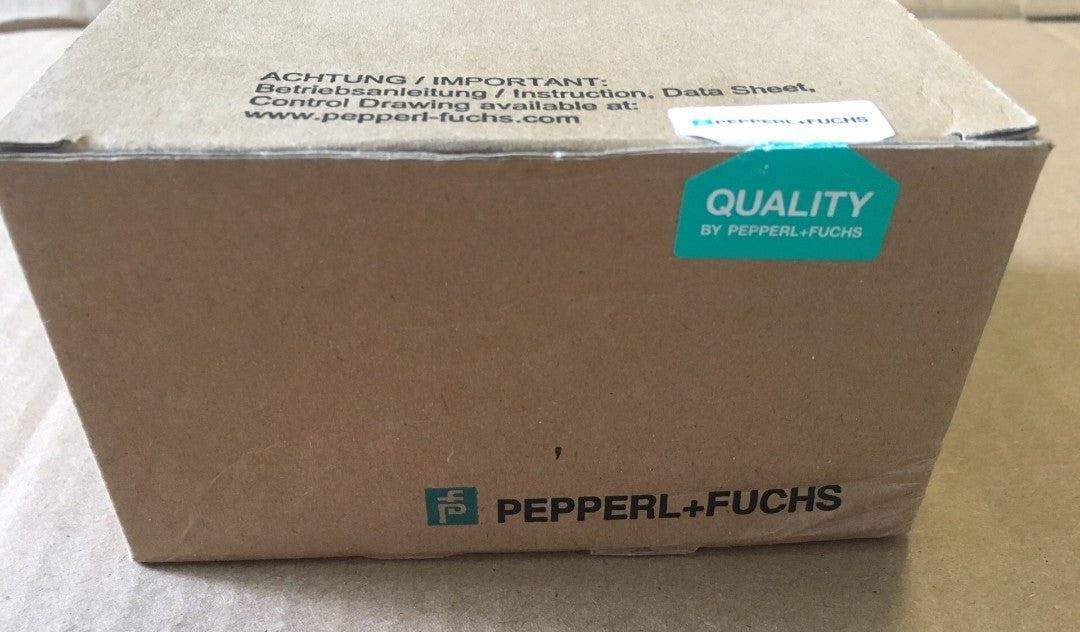 ACHTUNG / IMPORTANT:
Betriebsanleitung / Instruction, Data Sheet,
Control Drawing available at:
www.pepperl-fuchs.com
PEPPERL+FUCHS
QUALITY
BY PEPPERL+FUCHS
PEPPERL+FUCHS